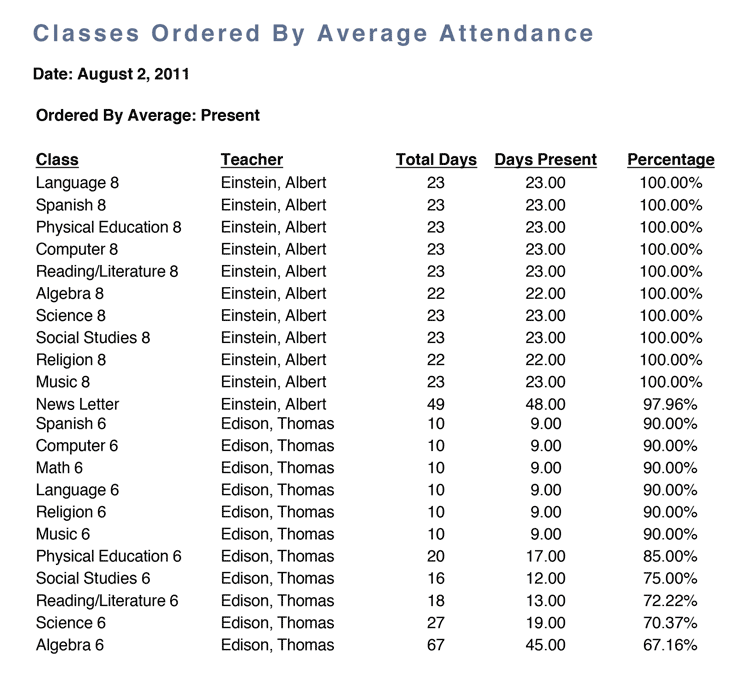 Classes Ordered By Average Attendance
Date: August 2, 2011
Ordered By Average: Present
Class Teacher Total Days Days Present Percentage
Language 8 Einstein, Albert 23 23.00 100.00%
Spanish 8 Einstein, Albert 23 23.00 100.00%
Physical Education 8 Einstein, Albert 23 23.00 100.00%
Computer 8 Einstein, Albert 23 23.00 100.00%
Reading/Literature 8 Einstein, Albert 23 23.00 100.00%
Algebra 8 Einstein, Albert 22 22.00 100.00%
Science 8 Einstein, Albert 23 23.00 100.00%
Social Studies 8 Einstein, Albert 23 23.00 100.00%
Religion 8 Einstein, Albert 22 22.00 100.00%
Music 8 Einstein, Albert 23 23.00 100.00%
News Letter Einstein, Albert 49 48.00 97.96%
Spanish 6 Edison, Thomas 10 9.00 90.00%
Computer 6 Edison, Thomas 10 9.00 90.00%
Math 6 Edison, Thomas 10 9.00 90.00%
Language 6 Edison, Thomas 10 9.00 90.00%
Religion 6 Edison, Thomas 10 9.00 90.00%
Music 6 Edison, Thomas 10 9.00 90.00%
Physical Education 6 Edison, Thomas 20 17.00 85.00%
Social Studies 6 Edison, Thomas 16 12.00 75.00%
Reading/Literature 6 Edison, Thomas 18 13.00 72.22%
Science 6 Edison, Thomas 27 19.00 70.37%
Algebra 6 Edison, Thomas 67 45.00 67.16%